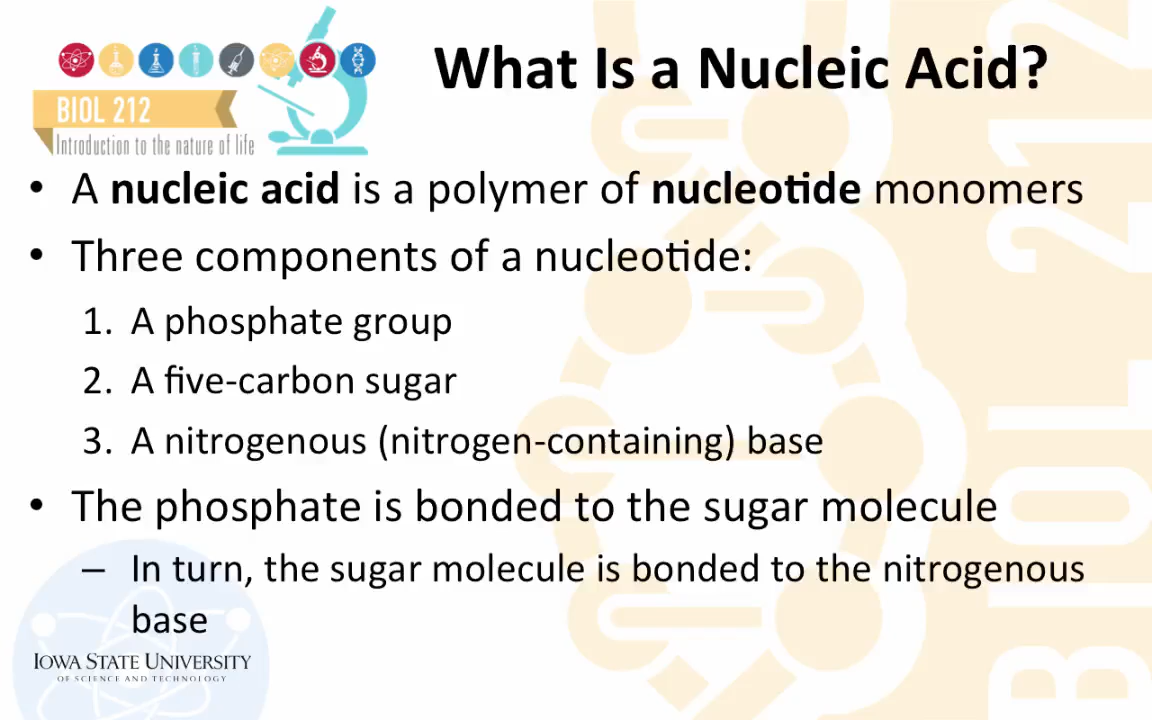 What Is a Nucleic Acid?
BIOL 212
Introduction to the nature of life
• A nucleic acid is a polymer of nucleotide monomers
• Three components of a nucleotide:
1. A phosphate group
2. A five-carbon sugar
3. A nitrogenous (nitrogen-containing) base
• The phosphate is bonded to the sugar molecule
– In turn, the sugar molecule is bonded to the nitrogenous
base
IOWA STATE UNIVERSITY
OF SCIENCE AND TECHNOLOGY
BIOL 212